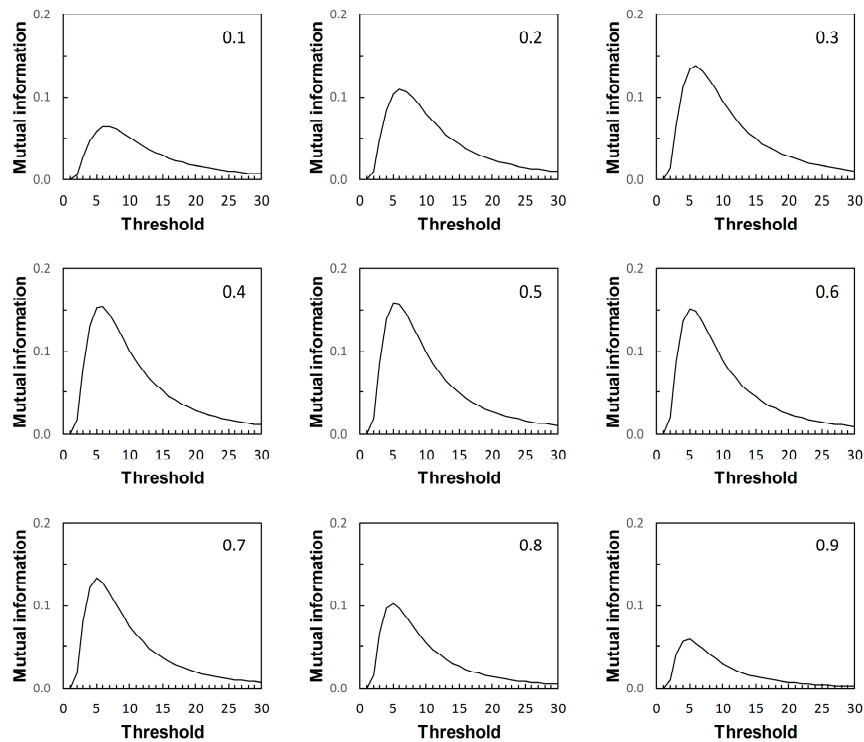 0.2 0.2 0.2
0.1 0.2 0.3
Mutual information Mutual information Mutual information
0.1 0.1 0.1
0.0 0.0 0.0
0 5 10 15 20 25 30 0 5 10 15 20 25 30 0 5 10 15 20 25 30
Threshold Threshold Threshold
0.2 0.2 0.2
0.4 0.5 0.6
Mutual information Mutual information Mutual information
0.1 0.1 0.1
0.0 0.0 0.0
0 5 10 15 20 25 30 0 5 10 15 20 25 30 0 5 10 15 20 25 30
Threshold Threshold Threshold
0.2 0.2 0.2
0.7 0.8 0.9
Mutual information Mutual information Mutual information
0.1 0.1 0.1
0.0 0.0 0.0
0 5 10 15 20 25 30 0 5 10 15 20 25 30 0 5 10 15 20 25 30
Threshold Threshold Threshold